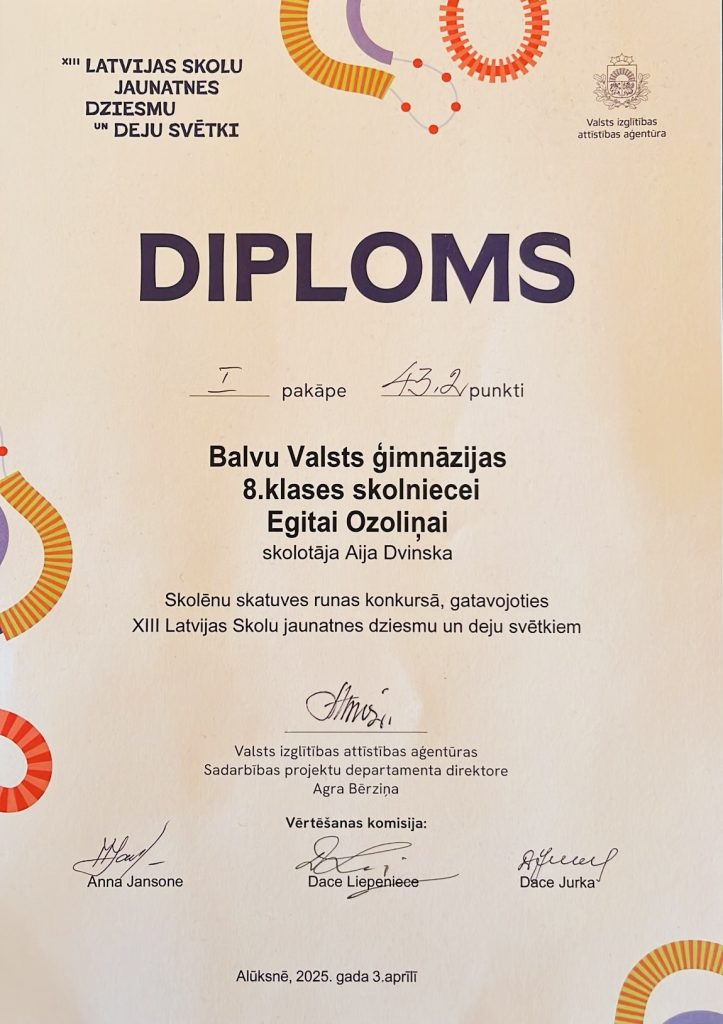 XIII LATVIJAS SKOLU
JAUNATNES
DZIESMU
UN DEJU SVĒTKI
Valsts izglītības
attīstības aģentūra
DIPLOMS
I pakāpe 43,2 punkti
Balvu Valsts ģimnāzijas
8.klases skolniecei
Egitai Ozoliņai
skolotāja Aija Dvinska
Skolēnu skatuves runas konkursā, gatavojoties
XIII Latvijas Skolu jaunatnes dziesmu un deju svētkiem
Valsts izglītības attīstības aģentūras
Sadarbības projektu departamenta direktore
Agra Bērziņa
Vērtēšanas komisija:
Anna Jansone Dace Liepeniece Dace Jurka
Alūksnē, 2025. gada 3.aprīlī